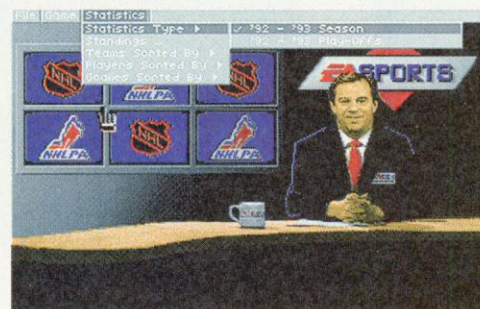 File Game Statistics
Statistics Type ▶ ✓ '92 - '93 Season
Standings ... '92 - '93 Play-Offs
Teams Sorted By ▶
Players Sorted By ▶
Goalies Sorted By ▶
EA SPORTS
NHL
NHLPA
NHL
NHLPA
NHL
NHLPA